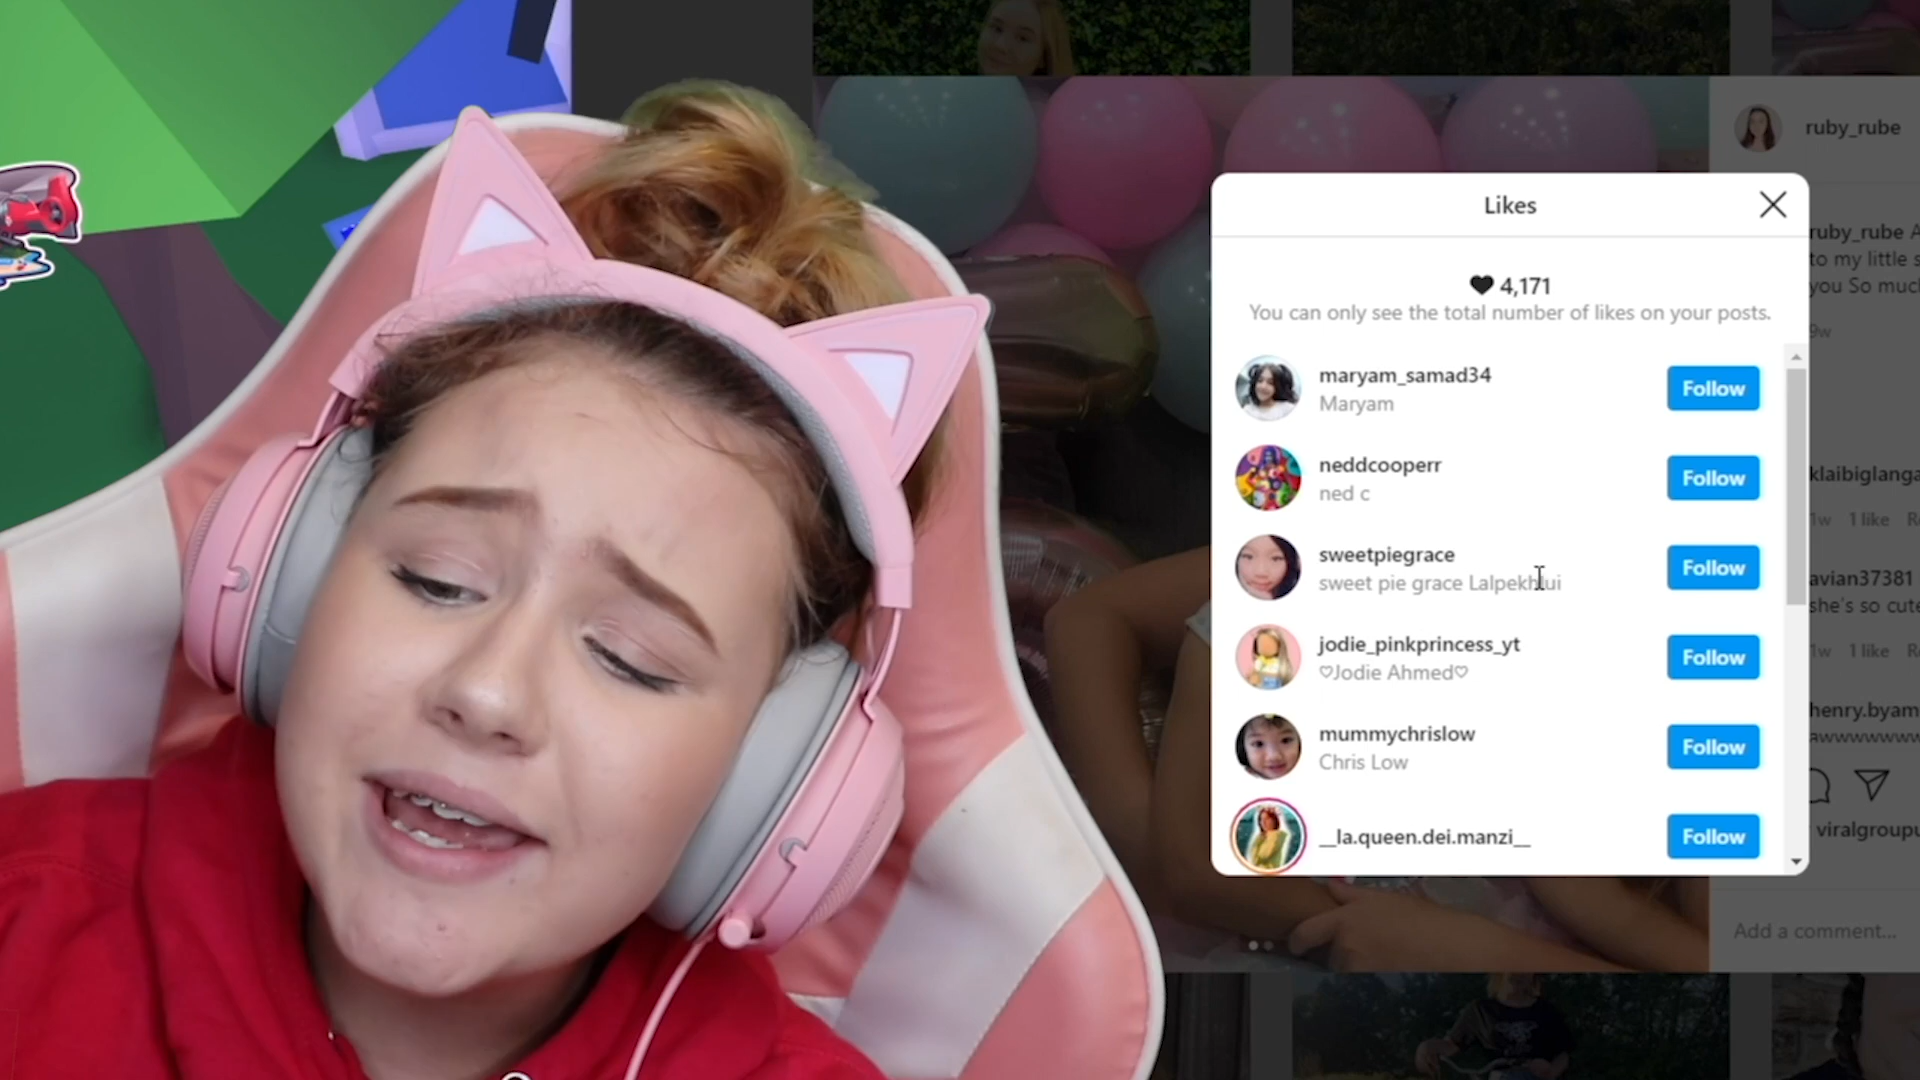 ruby_rube
Likes
4,171
You can only see the total number of likes on your posts.
maryam_samad34
Maryam
Follow
neddcooperr
ned c
Follow
sweetpiegrace
sweet pie grace Lalpekhlui
Follow
jodie_pinkprincess_yt
♡Jodie Ahmed♡
Follow
mummychrislow
Chris Low
Follow
__la.queen.dei.manzi__
Follow
ruby_rube A
to my little s
you So much
9w
klaibiglanga
1w 1 like R
avian37381
she's so cute
1w 1 like R
henry.byam
viralgroupu
Add a comment...